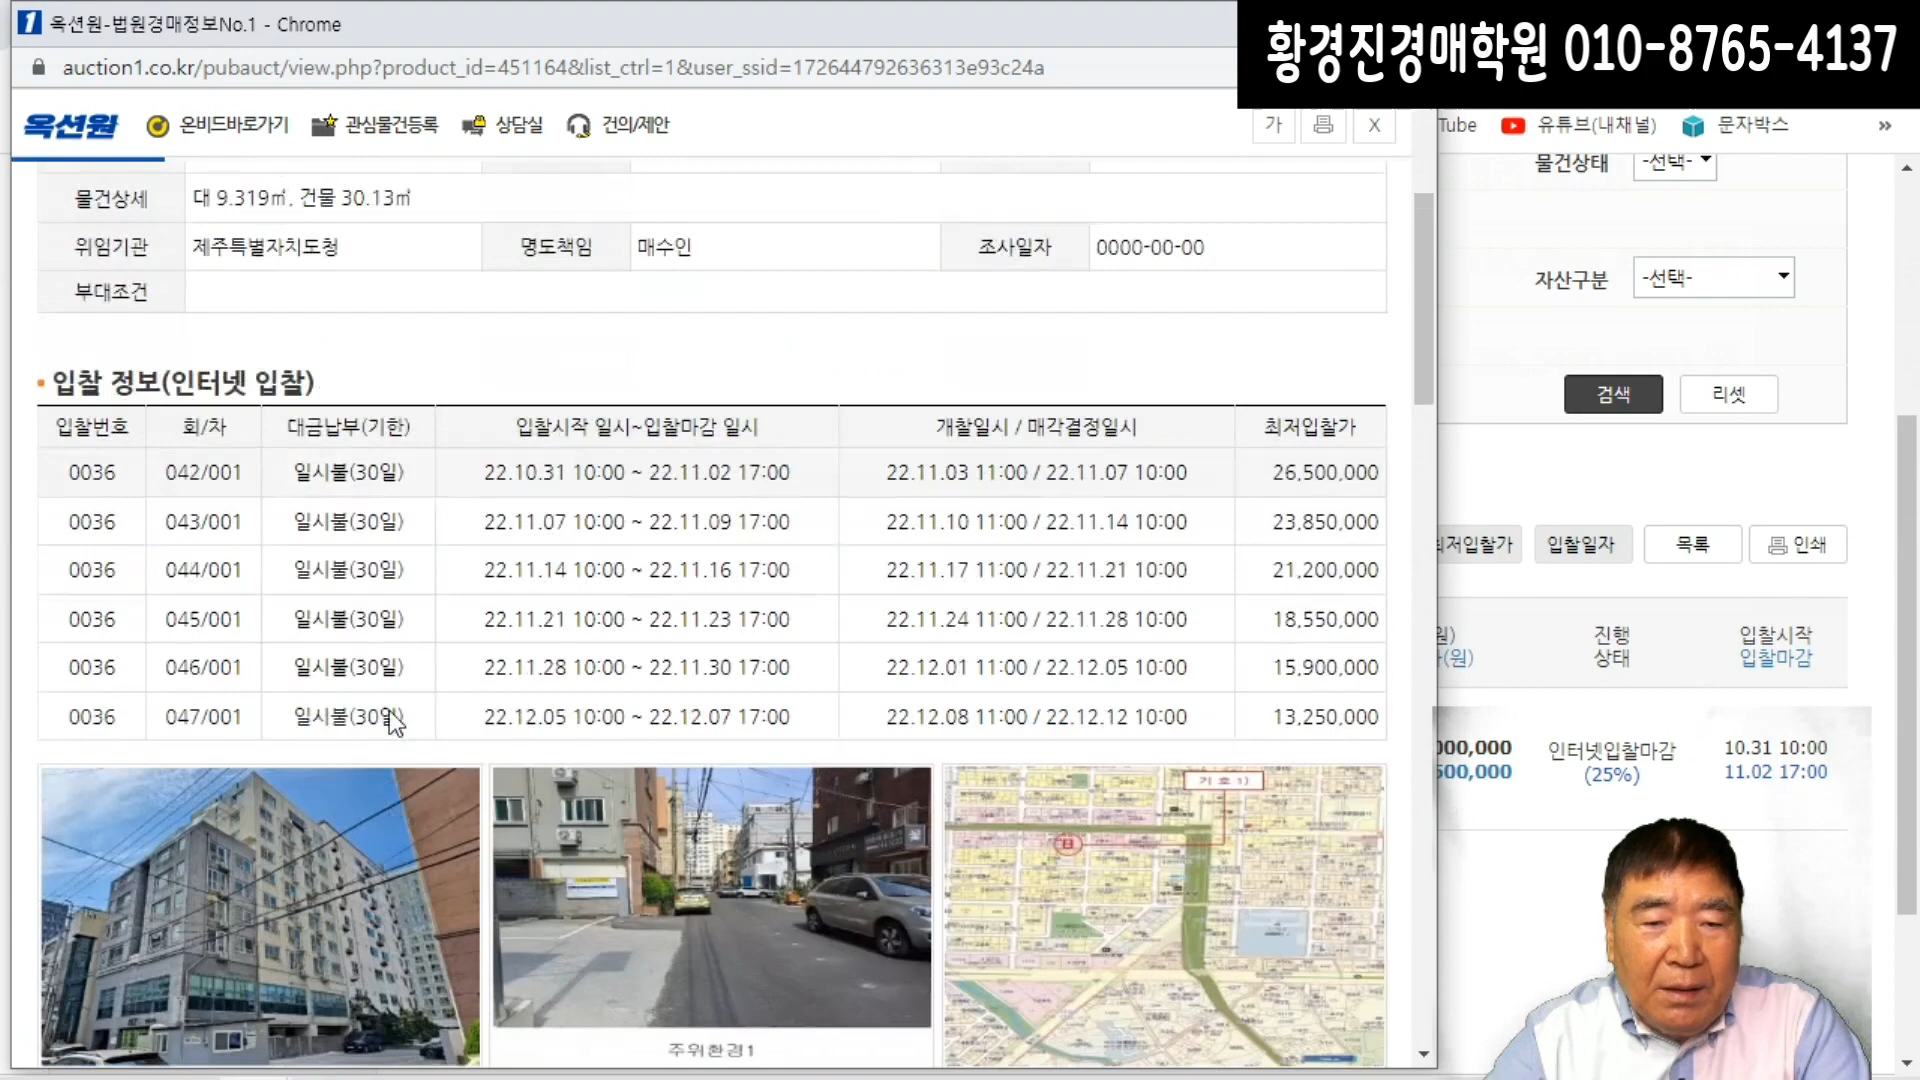 옥션원-법원경매정보No.1 - Chrome
황경진경매학원 010-8765-4137
auction1.co.kr/pubauct/view.php?product_id=451164&list_ctrl=1&user_ssid=172644792636313e93c24a
옥션원 온비드바로가기 관심물건등록 상담실 건의/제안 가 X
Tube 유튜브(내채널) 문자박스 »
물건상태 -선택-
물건상세 대 9.319㎡, 건물 30.13㎡
위임기관 제주특별자치도청 명도책임 매수인 조사일자 0000-00-00
자산구분 -선택-
부대조건
검색 리셋
입찰 정보(인터넷 입찰)
입찰번호 회/차 대금납부(기한) 입찰시작 일시~입찰마감 일시 개찰일시 / 매각결정일시 최저입찰가
0036 042/001 일시불(30일) 22.10.31 10:00 ~ 22.11.02 17:00 22.11.03 11:00 / 22.11.07 10:00 26,500,000
0036 043/001 일시불(30일) 22.11.07 10:00 ~ 22.11.09 17:00 22.11.10 11:00 / 22.11.14 10:00 23,850,000
0036 044/001 일시불(30일) 22.11.14 10:00 ~ 22.11.16 17:00 22.11.17 11:00 / 22.11.21 10:00 21,200,000
0036 045/001 일시불(30일) 22.11.21 10:00 ~ 22.11.23 17:00 22.11.24 11:00 / 22.11.28 10:00 18,550,000
0036 046/001 일시불(30일) 22.11.28 10:00 ~ 22.11.30 17:00 22.12.01 11:00 / 22.12.05 10:00 15,900,000
0036 047/001 일시불(30일) 22.12.05 10:00 ~ 22.12.07 17:00 22.12.08 11:00 / 22.12.12 10:00 13,250,000
최저입찰가 입찰일자 목록 인쇄
원) 진행 입찰시작
(원) 상태 입찰마감
000,000 인터넷입찰마감 10.31 10:00
500,000 (25%) 11.02 17:00
기 호 1)
주위환경1